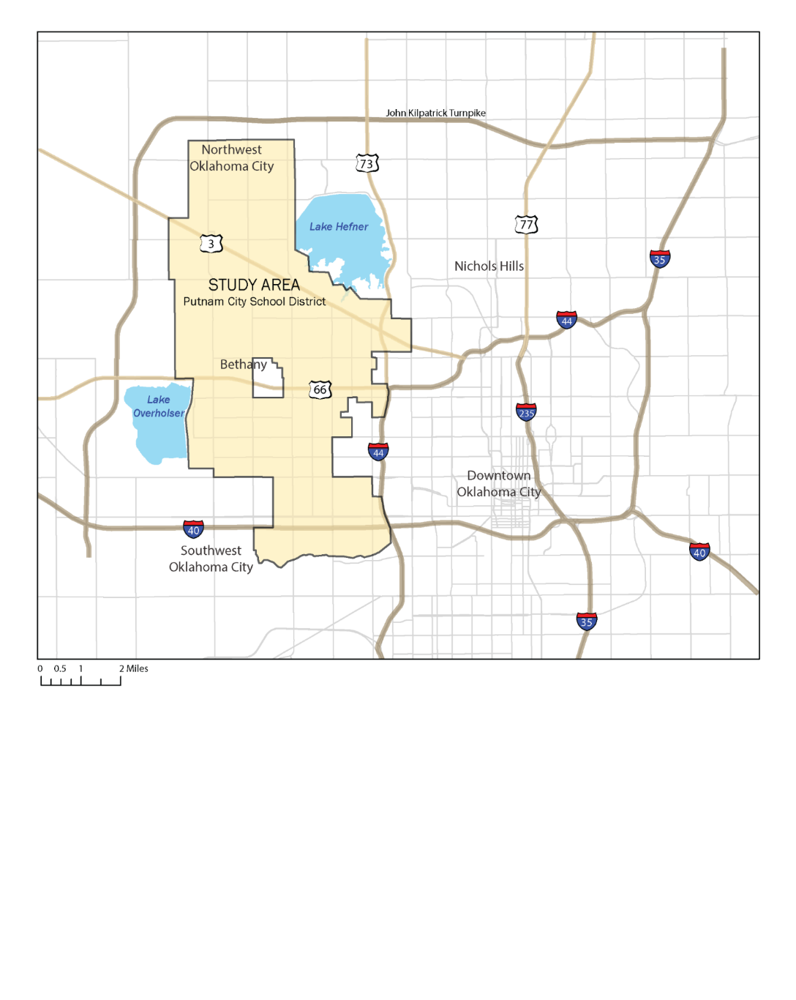 John Kilpatrick Turnpike
Northwest
Oklahoma City
73
Lake Hefner
77
3
Nichols Hills
35
STUDY AREA
Putnam City School District
44
Bethany
66
Lake
Overholser
235
44
Downtown
Oklahoma City
40
Southwest
Oklahoma City
40
35
0 0.5 1 2 Miles